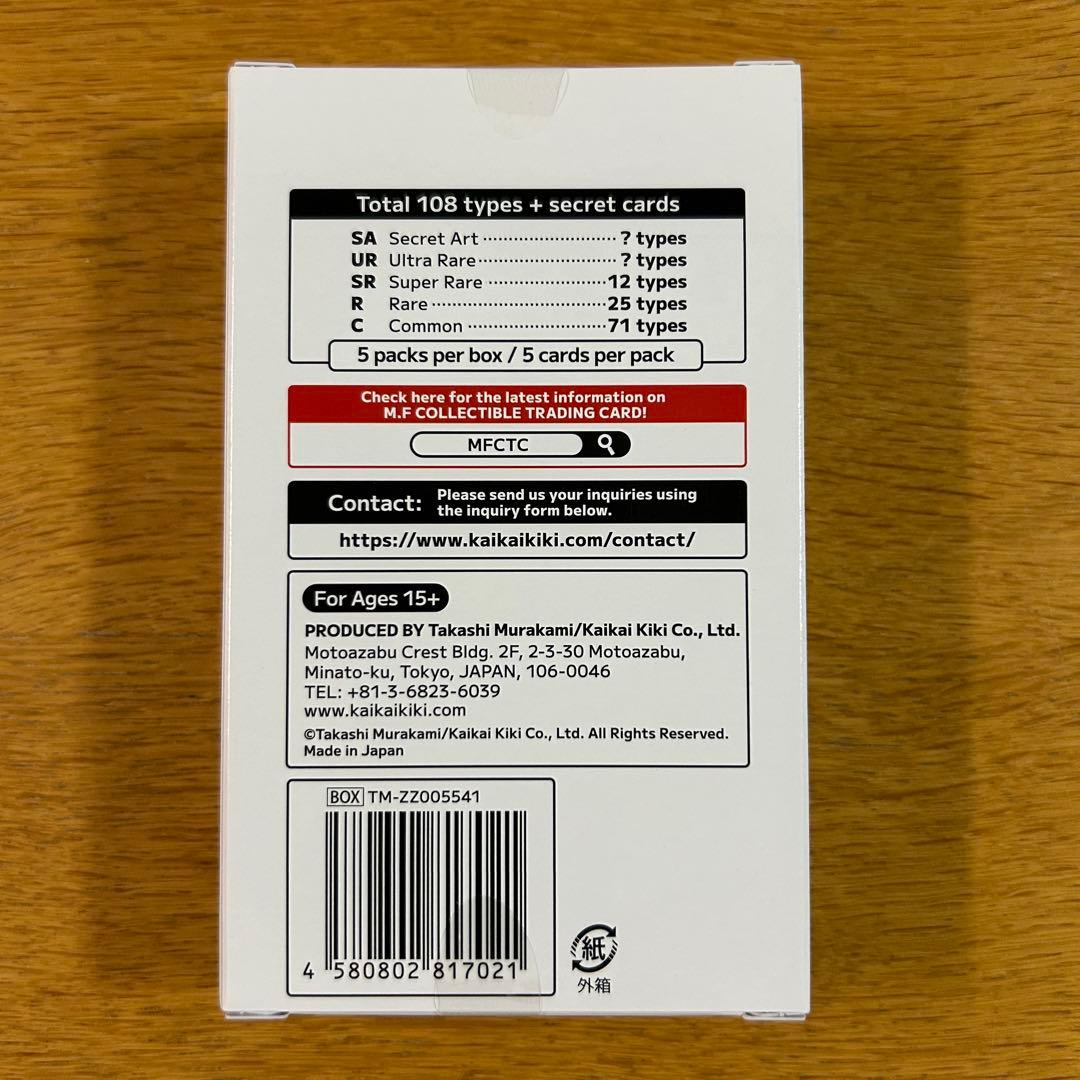 Total 108 types + secret cards
SA Secret Art ? types
UR Ultra Rare ? types
SR Super Rare 12 types
R Rare 25 types
C Common 71 types
5 packs per box / 5 cards per pack
Check here for the latest information on
M.F COLLECTIBLE TRADING CARD!
MFCTC
Contact: Please send us your inquiries using
the inquiry form below.
https://www.kaikaikiki.com/contact/
For Ages 15+
PRODUCED BY Takashi Murakami/Kaikai Kiki Co., Ltd.
Motoazabu Crest Bldg. 2F, 2-3-30 Motoazabu,
Minato-ku, Tokyo, JAPAN, 106-0046
TEL: +81-3-6823-6039
www.kaikaikiki.com
©Takashi Murakami/Kaikai Kiki Co., Ltd. All Rights Reserved.
Made in Japan
BOX TM-ZZ005541
4 580802 817021
紙
外箱